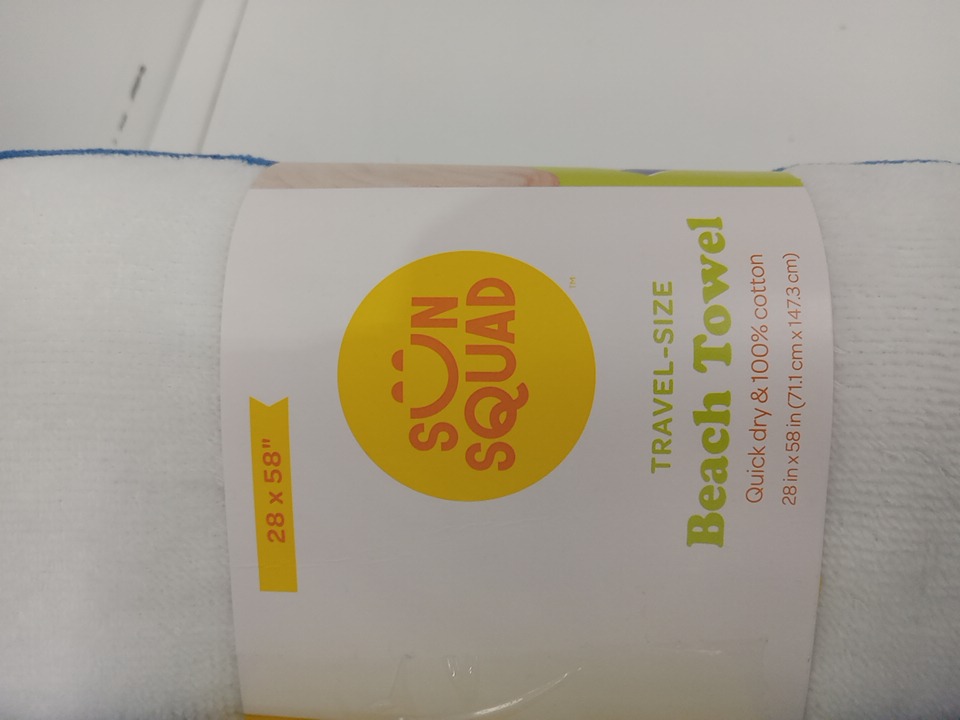 28 x 58"
SUN
SQUAD
TM
TRAVEL-SIZE
Beach Towel
Quick dry & 100% cotton
28 in x 58 in (71.1 cm x 147.3 cm)